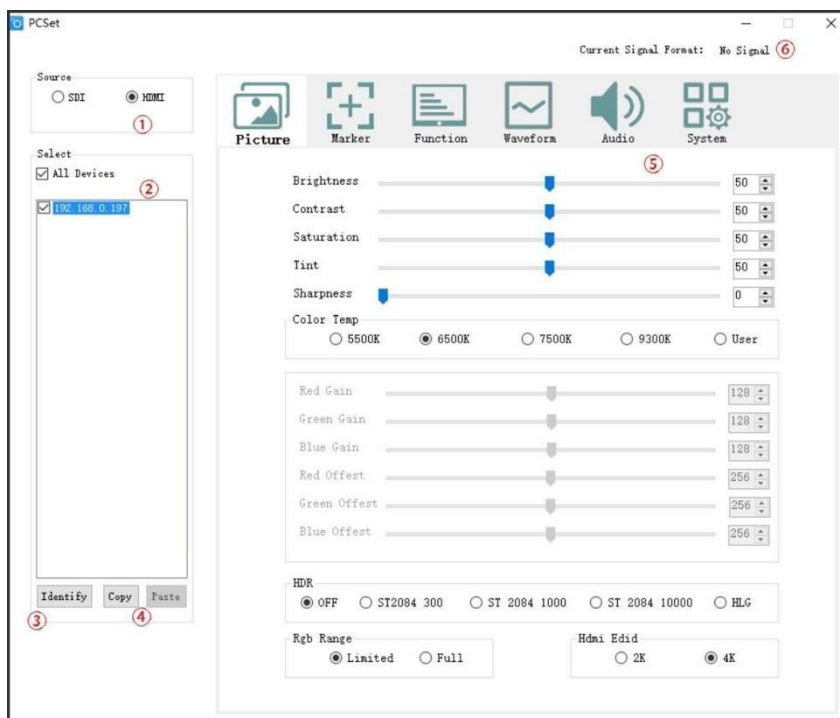 PCSet
Current Signal Format: No Signal ⑥
Source
SDI HDMI
①
Select
All Devices
②
192.168.0.197
Identify Copy Paste
③ ④
Picture Marker Function Waveform Audio System
⑤
Brightness 50
Contrast 50
Saturation 50
Tint 50
Sharpness 0
Color Temp
5500K 6500K 7500K 9300K User
Red Gain 128
Green Gain 128
Blue Gain 128
Red Offest 256
Green Offest 256
Blue Offest 256
HDR
OFF ST2084 300 ST 2084 1000 ST 2084 10000 HLG
Rgb Range
Limited Full
Hdmi Edid
2K 4K